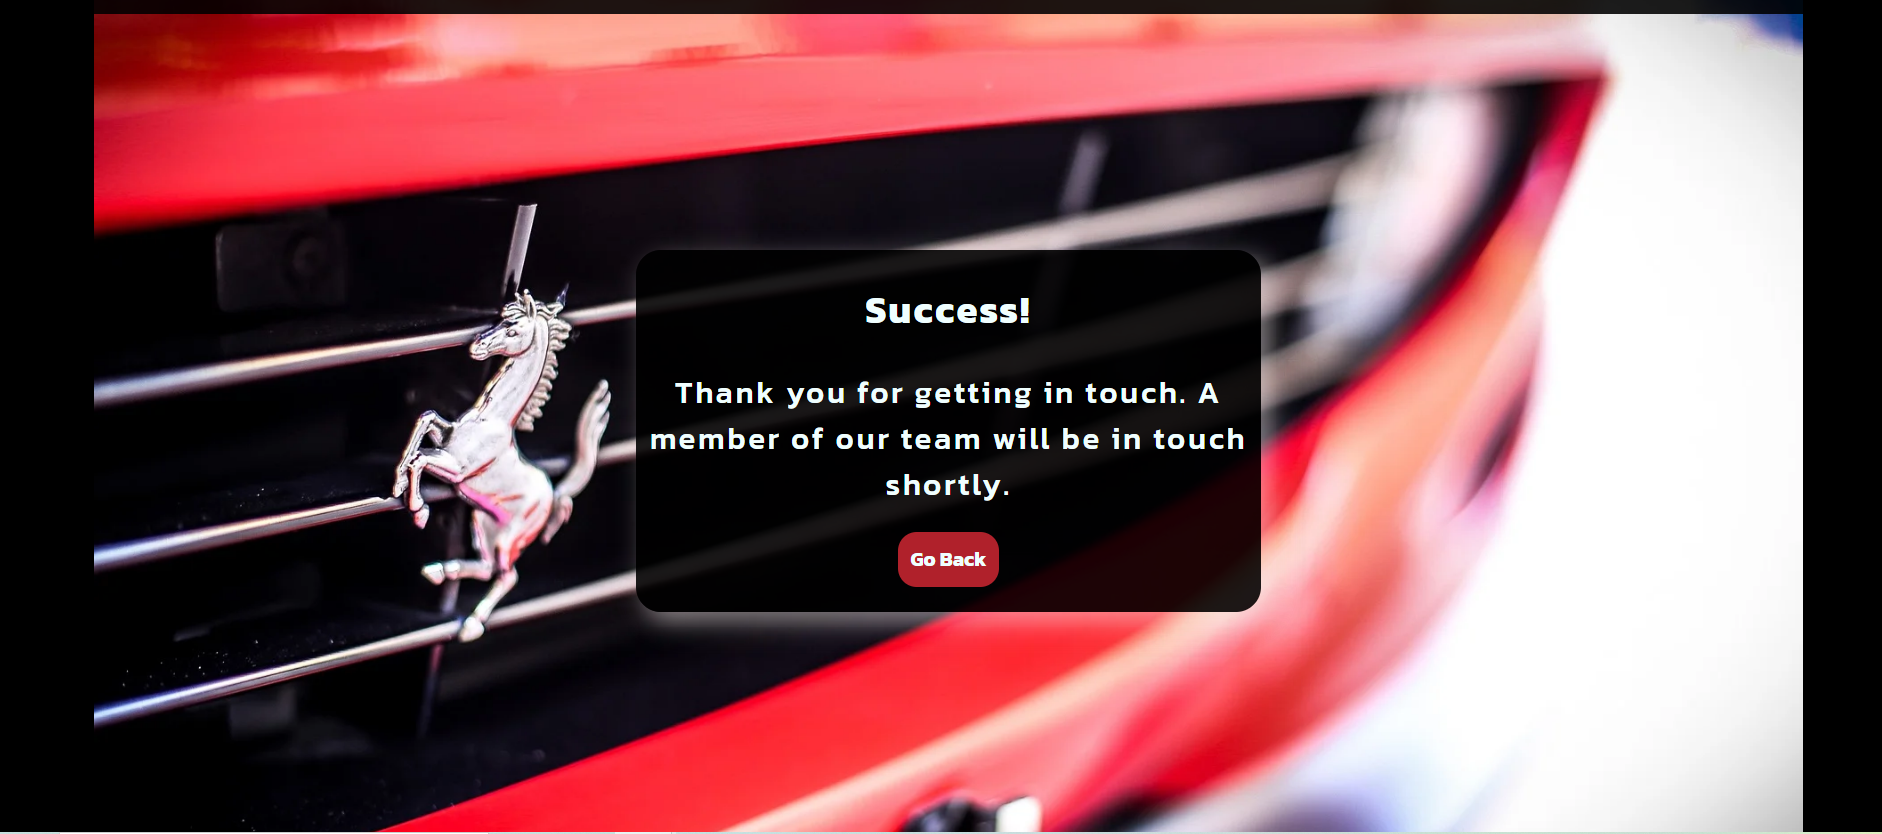 Success!
Thank you for getting in touch. A
member of our team will be in touch
shortly.
Go Back